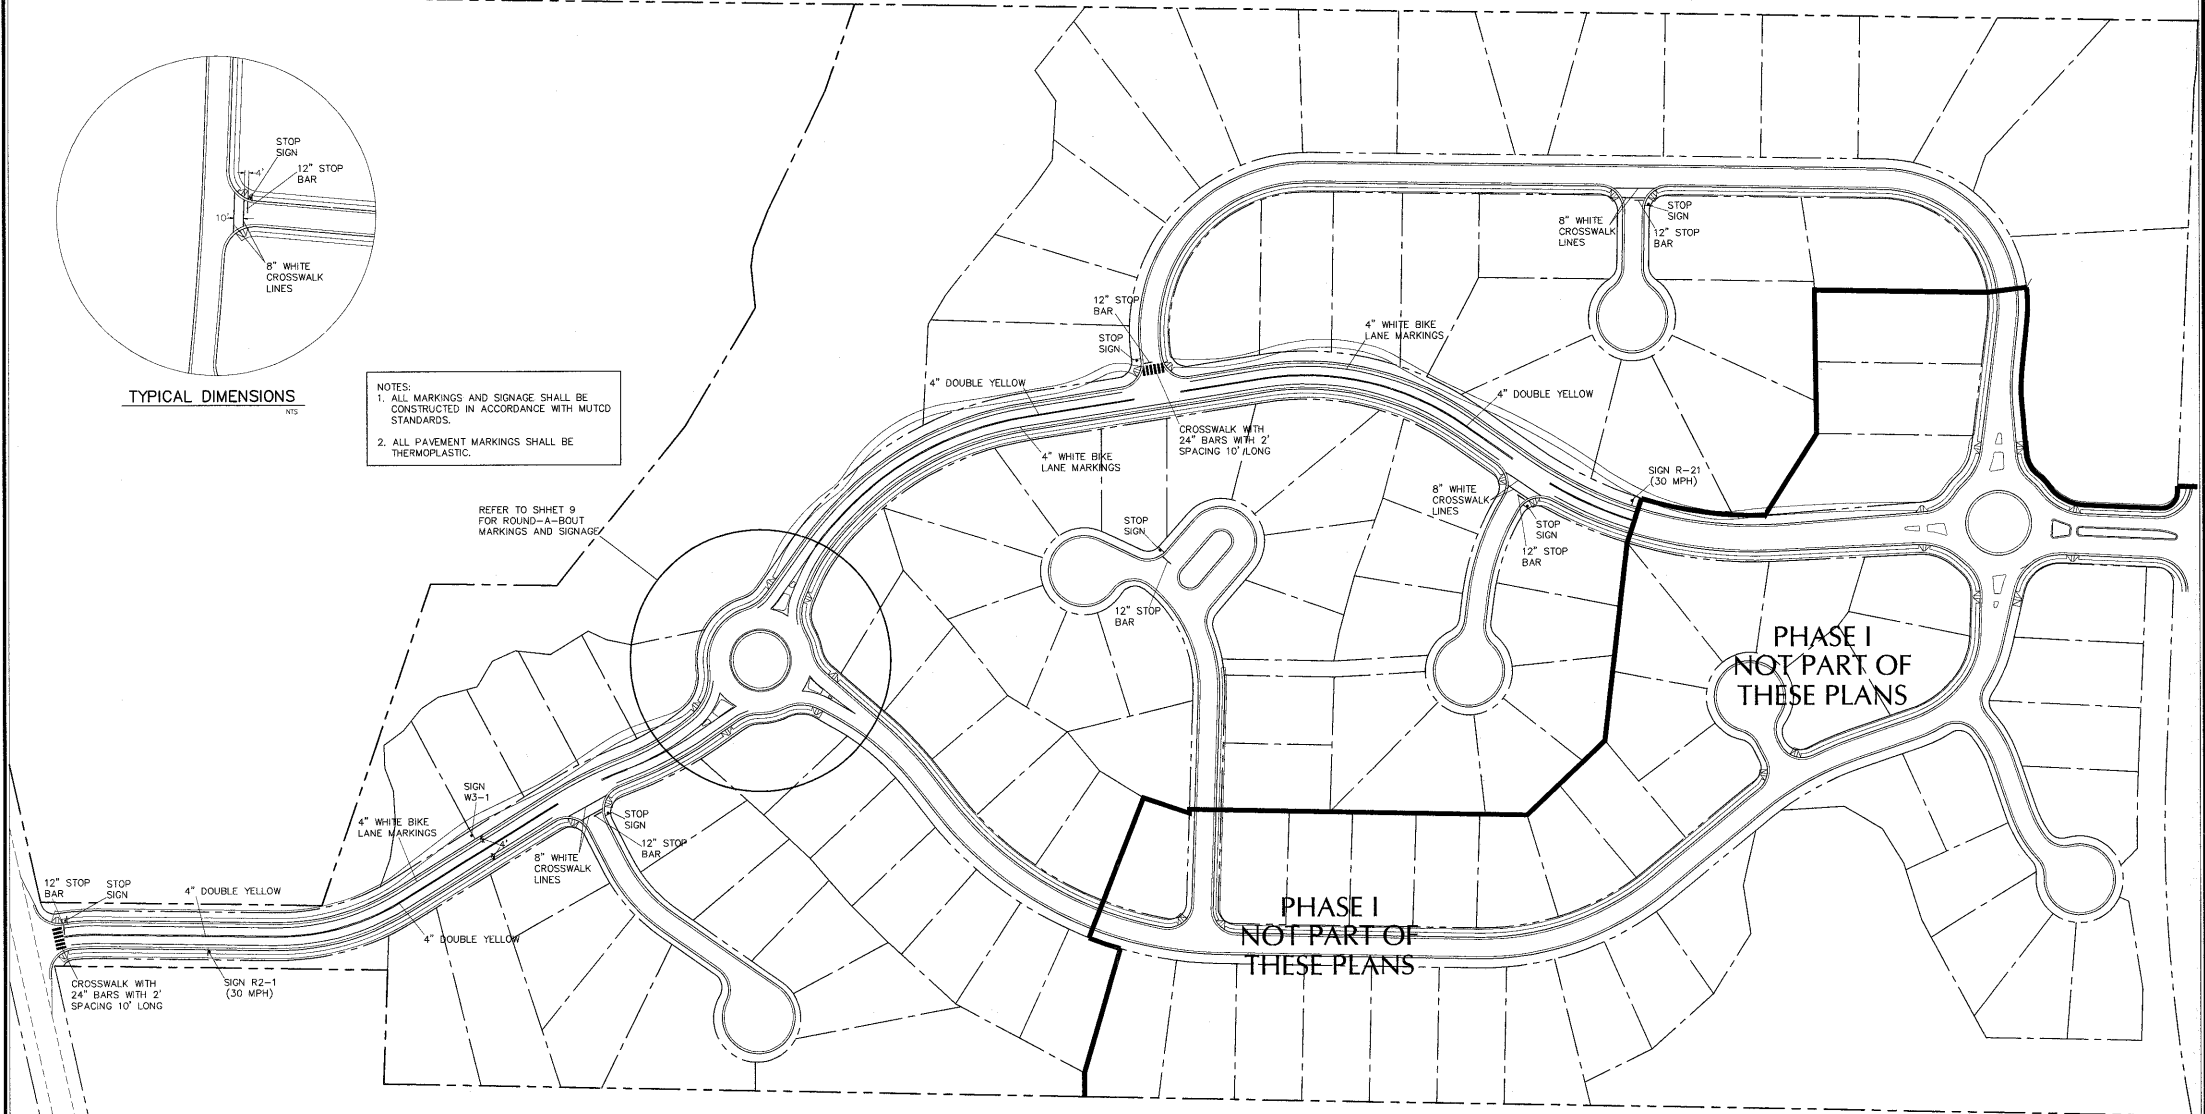 STOP
SIGN
12" STOP
BAR
4'
10'
8" WHITE
CROSSWALK
LINES
TYPICAL DIMENSIONS
NTS
NOTES:
1. ALL MARKINGS AND SIGNAGE SHALL BE
CONSTRUCTED IN ACCORDANCE WITH MUTCD
STANDARDS.
2. ALL PAVEMENT MARKINGS SHALL BE
THERMOPLASTIC.
REFER TO SHHET 9
FOR ROUND-A-BOUT
MARKINGS AND SIGNAGE
8" WHITE
CROSSWALK
LINES
STOP
SIGN
12" STOP
BAR
12" STOP
BAR
STOP
SIGN
4" WHITE BIKE
LANE MARKINGS
4" DOUBLE YELLOW
4" DOUBLE YELLOW
CROSSWALK WITH
24" BARS WITH 2'
SPACING 10' LONG
4" WHITE BIKE
LANE MARKINGS
SIGN R-21
(30 MPH)
8" WHITE
CROSSWALK
LINES
STOP
SIGN
12" STOP
BAR
STOP
SIGN
12" STOP
BAR
PHASE I
NOT PART OF
THESE PLANS
SIGN
W3-1
4" WHITE BIKE
LANE MARKINGS
4'
STOP
SIGN
12" STOP
BAR
8" WHITE
CROSSWALK
LINES
12" STOP
BAR
STOP
SIGN
4" DOUBLE YELLOW
4" DOUBLE YELLOW
CROSSWALK WITH
24" BARS WITH 2'
SPACING 10' LONG
SIGN R2-1
(30 MPH)
PHASE I
NOT PART OF
THESE PLANS